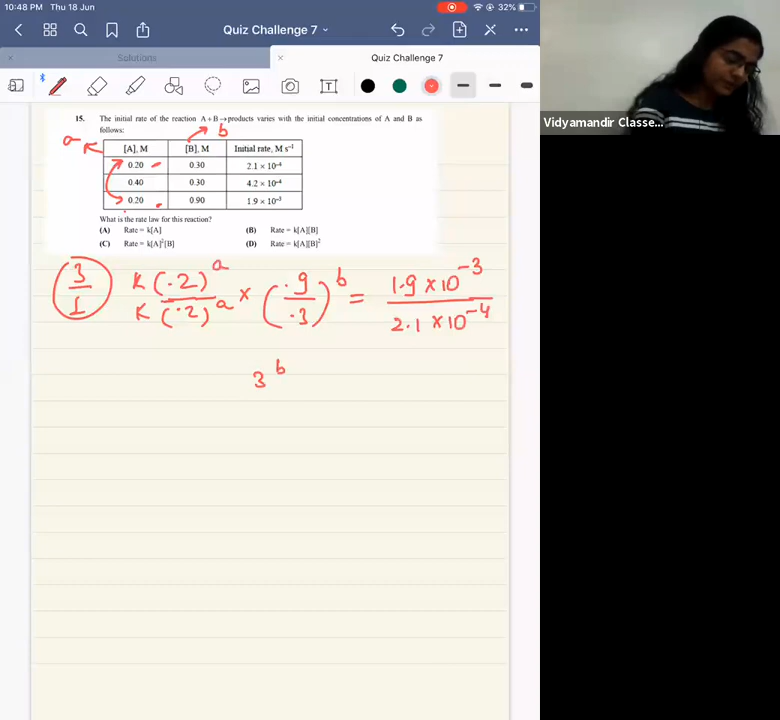 10:48 PM Thu 18 Jun
32%
Quiz Challenge 7
Solutions
Quiz Challenge 7
Vidyamandir Classe...
15. The initial rate of the reaction A + B → products varies with the initial concentrations of A and B as
follows:
a
b
[A], M [B], M Initial rate, M s⁻¹
0.20 0.30 2.1 × 10⁻⁴
0.40 0.30 4.2 × 10⁻⁴
0.20 0.90 1.9 × 10⁻³
What is the rate law for this reaction?
(A) Rate = k[A] (B) Rate = k[A][B]
(C) Rate = k[A]²[B] (D) Rate = k[A][B]²
3/1 K(.2)^a / K(.2)^a × (.9/.3)^b = 1.9 × 10⁻³ / 2.1 × 10⁻⁴
3^b